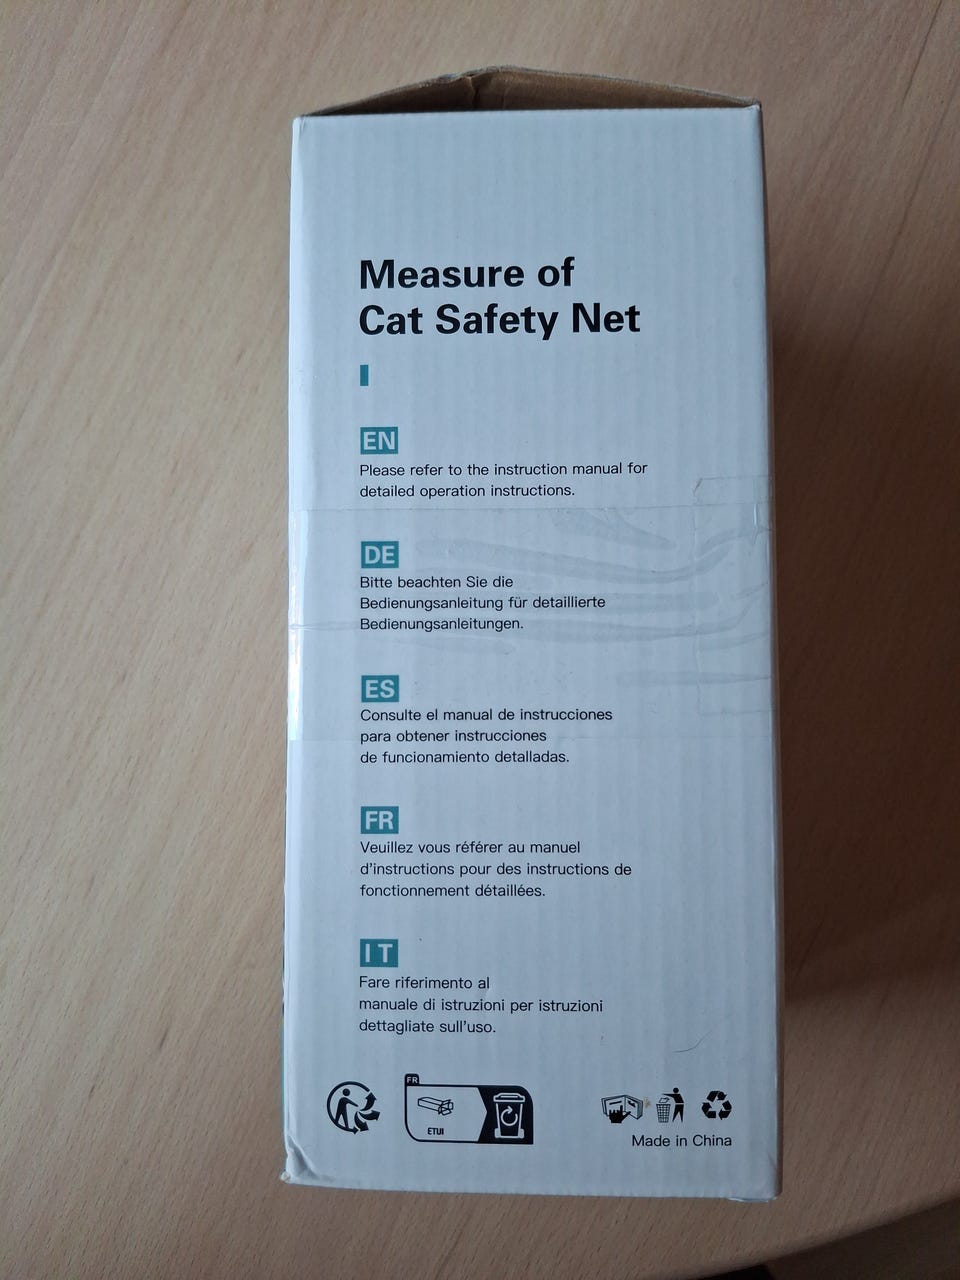 Measure of
Cat Safety Net
EN
Please refer to the instruction manual for
detailed operation instructions.
DE
Bitte beachten Sie die
Bedienungsanleitung für detaillierte
Bedienungsanleitungen.
ES
Consulte el manual de instrucciones
para obtener instrucciones
de funcionamiento detalladas.
FR
Veuillez vous référer au manuel
d'instructions pour des instructions de
fonctionnement détaillées.
IT
Fare riferimento al
manuale di istruzioni per istruzioni
dettagliate sull'uso.
FR
ETUI
Made in China